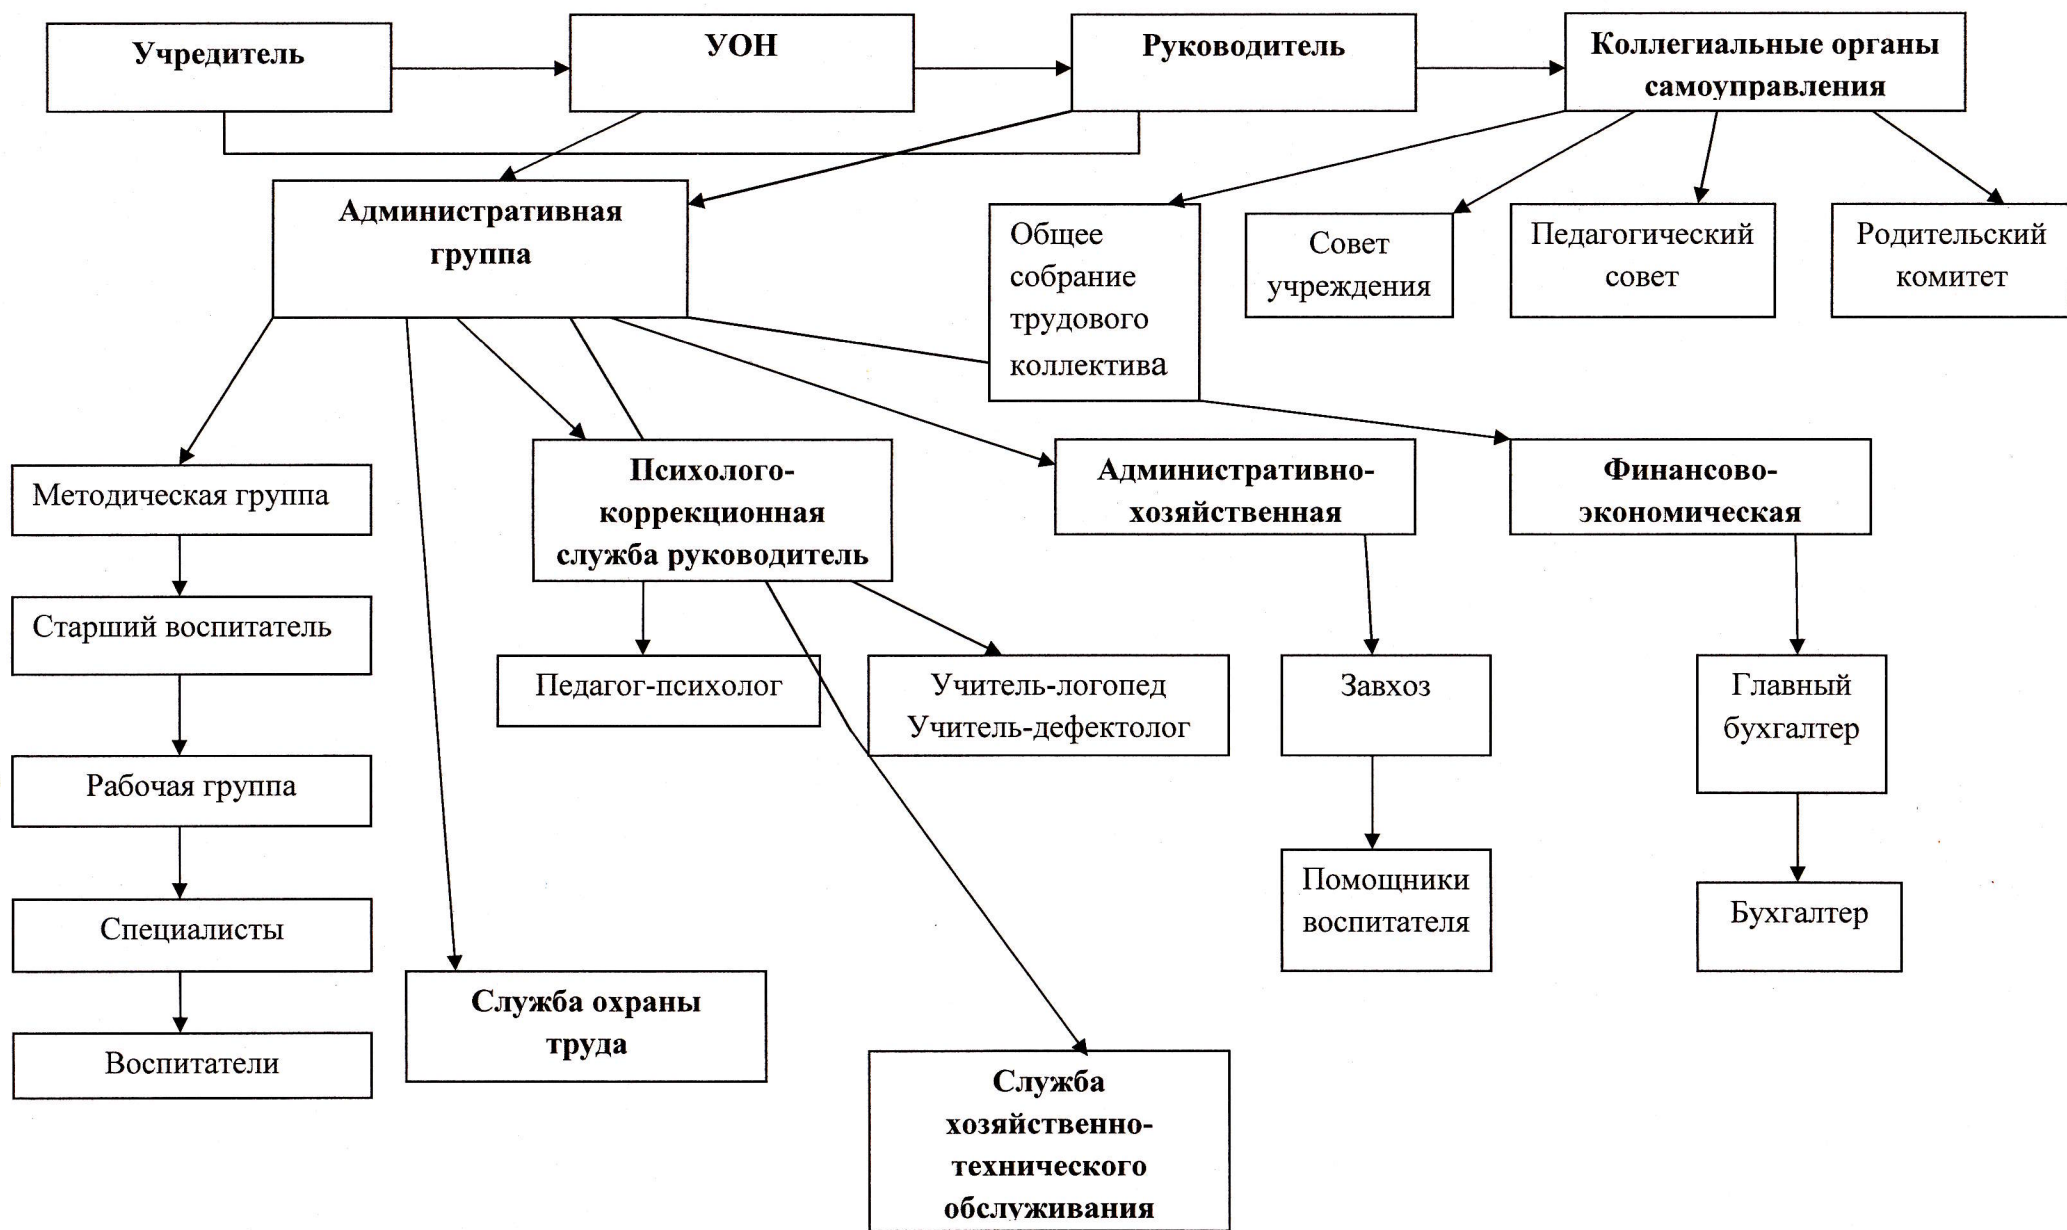 Учредитель
УОН
Руководитель
Коллегиальные органы
самоуправления
Административная
группа
Общее
собрание
трудового
коллектива
Совет
учреждения
Педагогический
совет
Родительский
комитет
Методическая группа
Старший воспитатель
Рабочая группа
Специалисты
Воспитатели
Психолого-
коррекционная
служба руководитель
Педагог-психолог
Учитель-логопед
Учитель-дефектолог
Административно-
хозяйственная
Завхоз
Помощники
воспитателя
Финансово-
экономическая
Главный
бухгалтер
Бухгалтер
Служба охраны
труда
Служба
хозяйственно-
технического
обслуживания